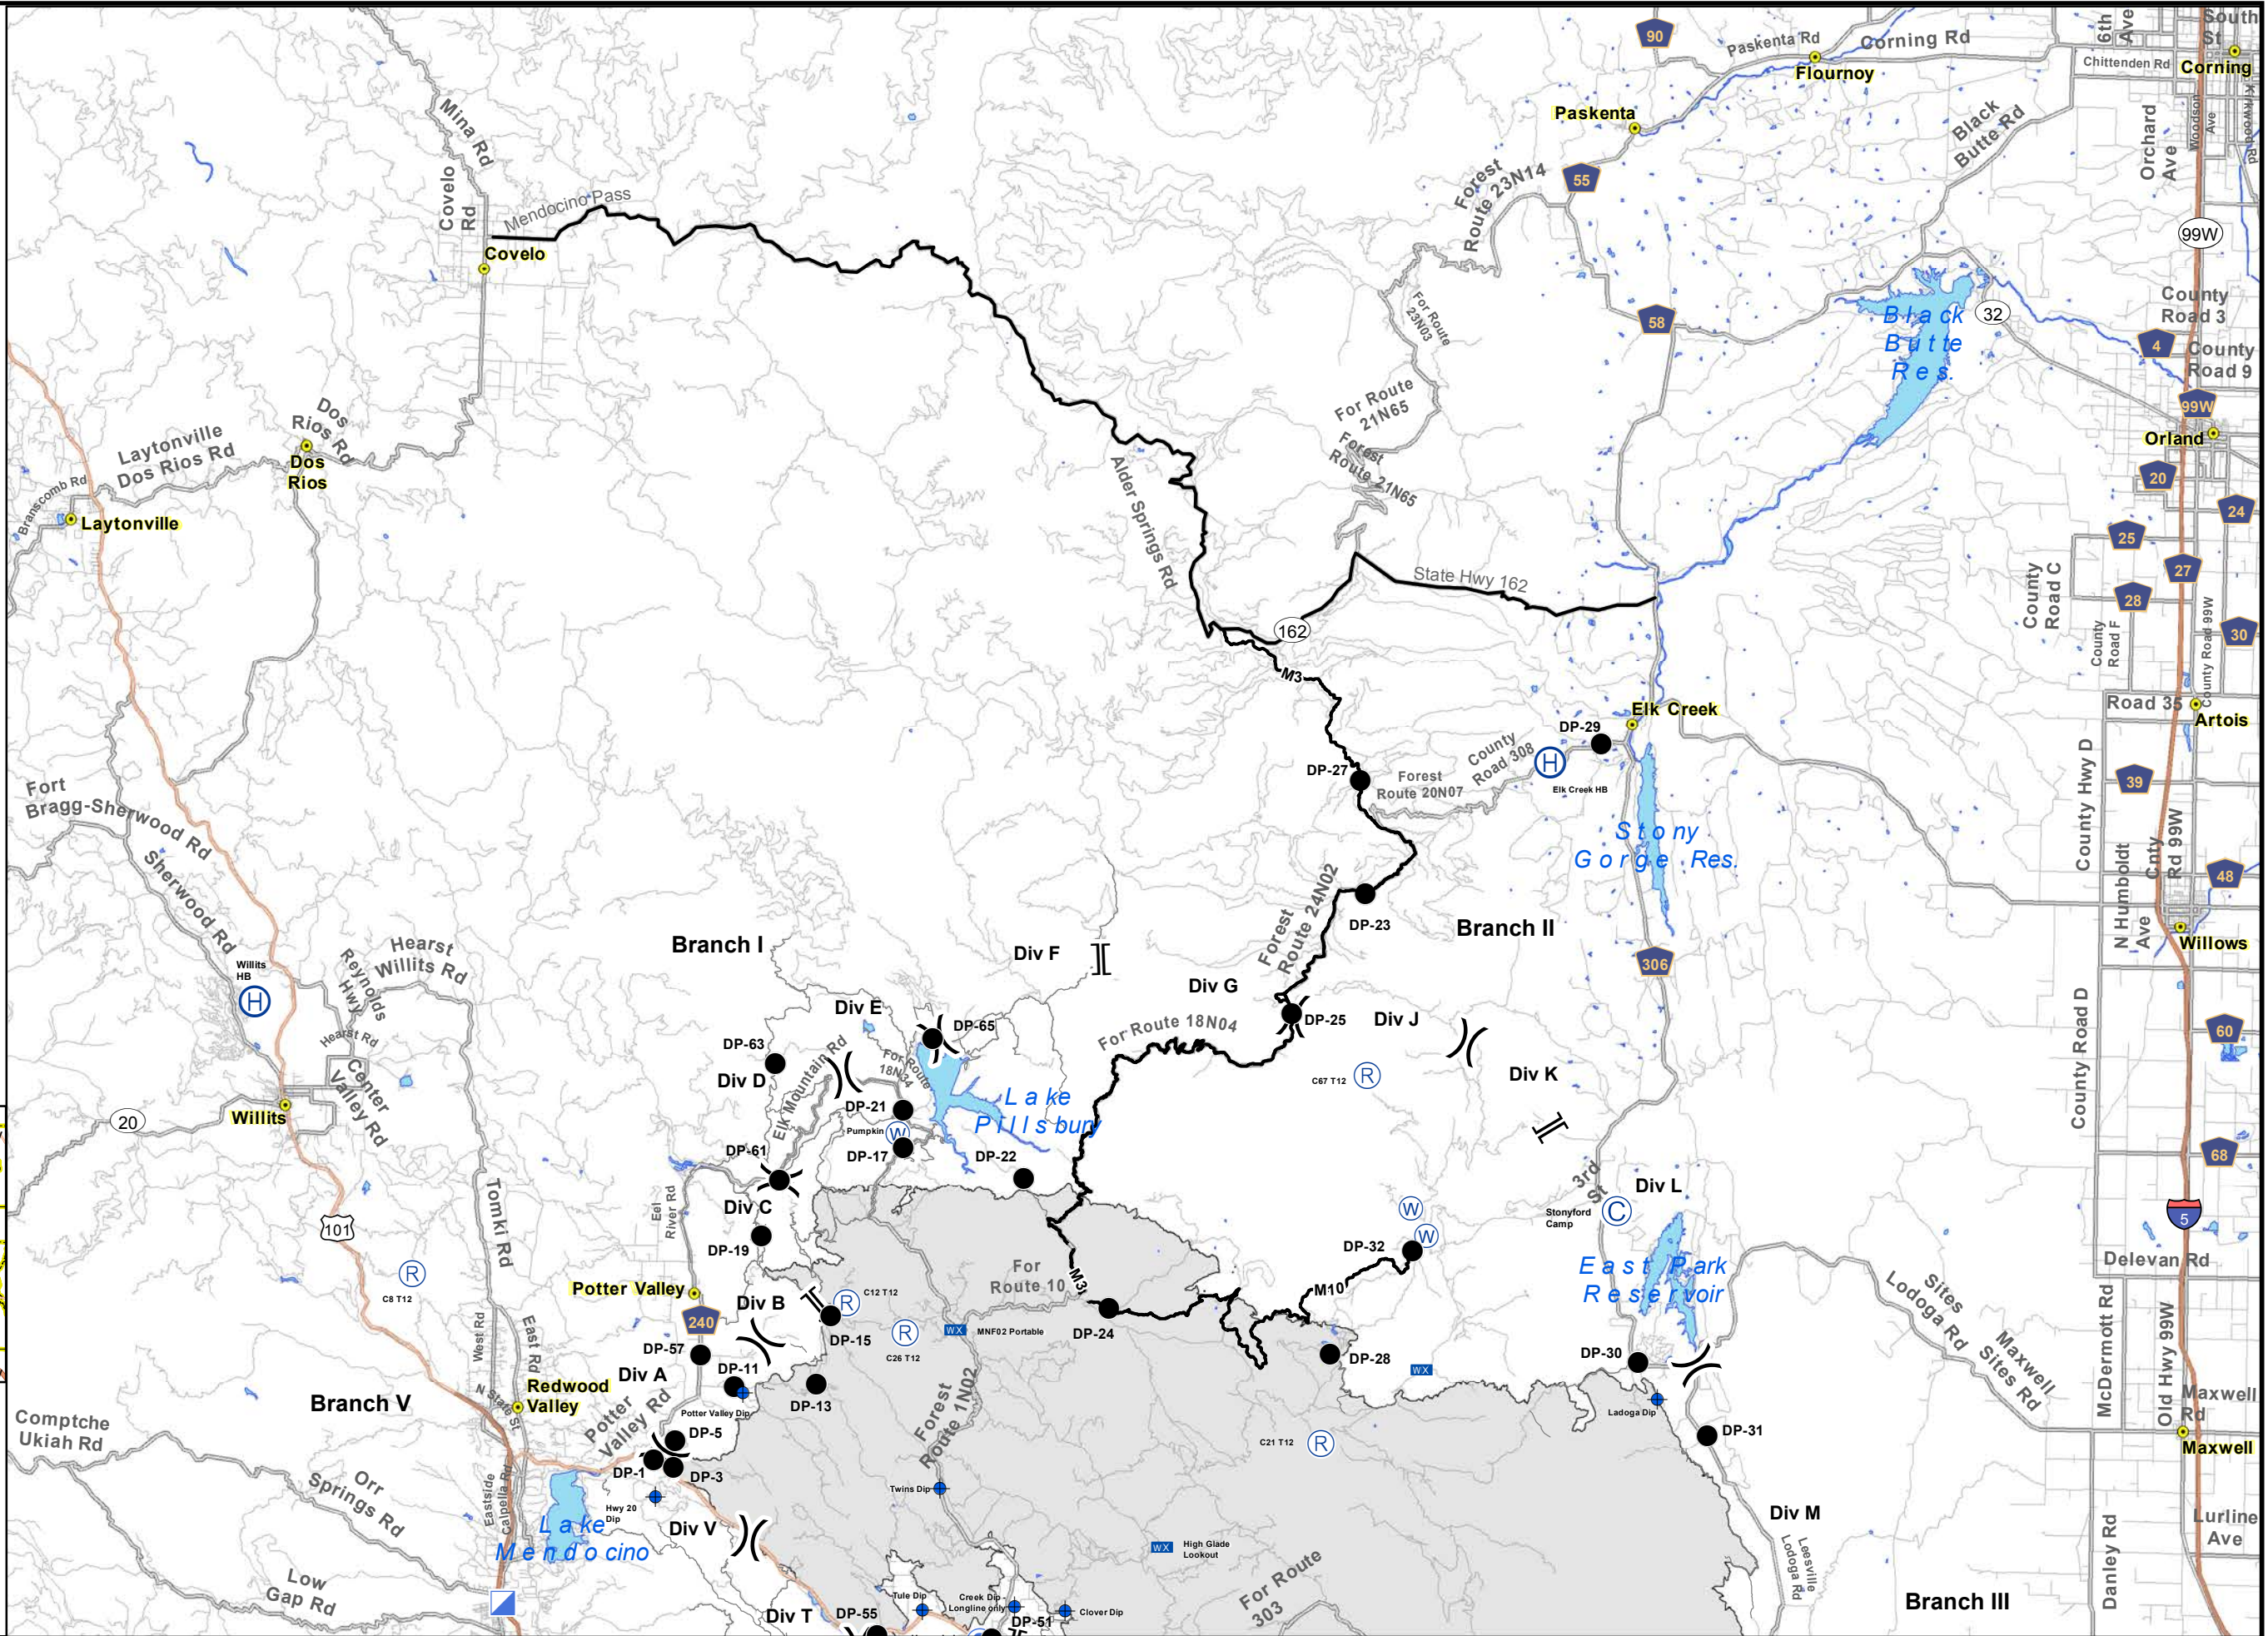 90
Paskenta Rd
Corning Rd
6th
Ave
South
St
Chittenden Rd
Corning
Flournoy
Paskenta
Black
Butte Rd
Woodson
Ave
Kirkwood Rd
Orchard
Ave
Mina Rd
Covelo
Rd
Mendocino Pass
Covelo
Forest
Route 23N14
55
99W
For Route
23N03
58
Black
Butte
Res.
32
County
Road 3
4
County
Road 9
99W
Orland
Dos
Rios Rd
Laytonville
Dos Rios Rd
Dos
Rios
Branscomb Rd
Laytonville
For Route
21N65
Forest
Route 21N65
Alder Springs Rd
20
24
25
27
County
Road C
28
County
Road F
County Road 99W
30
State Hwy 162
162
M3
Road 35
Artois
Elk Creek
DP-29
H
Elk Creek HB
County
Road 308
DP-27
Forest
Route 20N07
County Hwy D
39
Fort
Bragg-Sherwood Rd
Sherwood Rd
Stony
Gorge Res.
N Humboldt
Ave
Cnty
Rd 99W
48
Willows
Forest
Route 24N02
DP-23
Branch I
Div F
Branch II
306
Hearst
Willits Rd
Reynolds
Hwy
Willits
HB
H
Hearst Rd
Center
Valley Rd
Div G
Div E
DP-65
DP-25
Div J
For Route 18N04
County Road D
60
DP-63
Div D
Elk Mountain Rd
For Route
18N34
C67 T12
R
Div K
DP-21
Lake
Pillsbury
Pumpkin
W
DP-17
DP-22
20
Willits
68
DP-61
Tomki Rd
Eel
River Rd
Div C
DP-19
3rd
St
Div L
Stonyford
Camp
C
W
W
DP-32
101
5
R
C8 T12
For
Route 10
M3
M10
East Park
Reservoir
Delevan Rd
Sites
Lodoga Rd
Potter Valley
240
Div B
R
C12 T12
DP-15
R
C26 T12
WX
MNF02 Portable
DP-24
DP-28
WX
DP-30
McDermott Rd
Old Hwy 99W
Maxwell
Sites Rd
Maxwell
Rd
Maxwell
West Rd
East Rd
DP-57
DP-11
Div A
Redwood
Valley
Branch V
N State St
Potter
Valley Rd
Potter Valley Dip
DP-13
Forest
Route 1N02
Ladoga Dip
DP-31
Comptche
Ukiah Rd
DP-5
DP-1
DP-3
C21 T12
R
Orr
Springs Rd
Eastside
Calpella Rd
Hwy 20
Dip
Twins Dip
Lake
Mendocino
Div V
Div M
Danley Rd
Lurline
Ave
WX
High Glade
Lookout
Leesville
Lodoga Rd
Low
Gap Rd
For Route
303
Branch III
Div T
DP-55
Tule Dip
Creek Dip -
Longline only
DP-51
Clover Dip